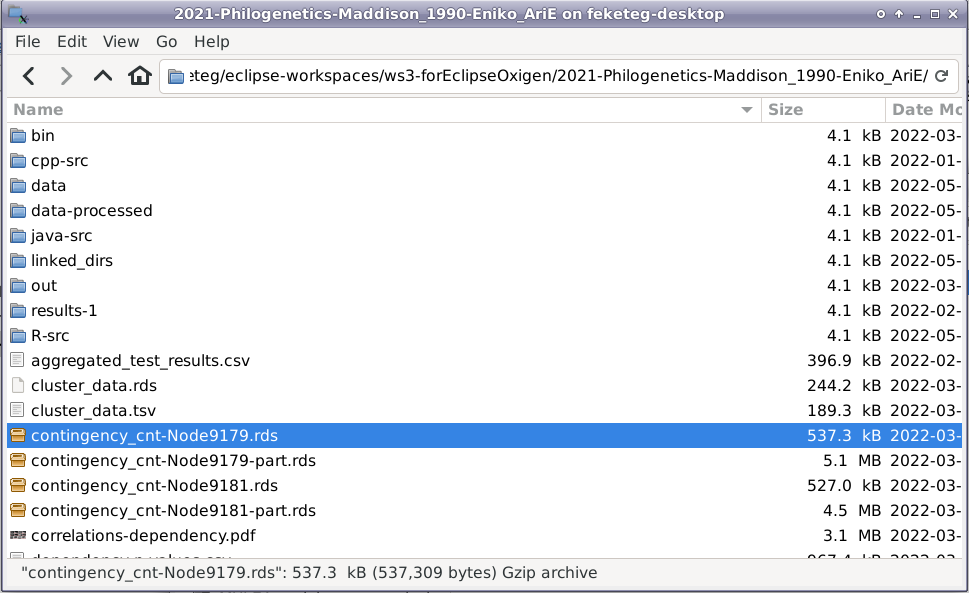 2021-Philogenetics-Maddison_1990-Eniko_AriE on feketeg-desktop
File Edit View Go Help
eteg/eclipse-workspaces/ws3-forEclipseOxigen/2021-Philogenetics-Maddison_1990-Eniko_AriE/
Name Size Date Mo
bin 4.1 kB 2022-03-
cpp-src 4.1 kB 2022-01-
data 4.1 kB 2022-05-
data-processed 4.1 kB 2022-05-
java-src 4.1 kB 2022-01-
linked_dirs 4.1 kB 2022-05-
out 4.1 kB 2022-03-
results-1 4.1 kB 2022-02-
R-src 4.1 kB 2022-05-
aggregated_test_results.csv 396.9 kB 2022-02-
cluster_data.rds 244.2 kB 2022-03-
cluster_data.tsv 189.3 kB 2022-03-
contingency_cnt-Node9179.rds 537.3 kB 2022-03-
contingency_cnt-Node9179-part.rds 5.1 MB 2022-03-
contingency_cnt-Node9181.rds 527.0 kB 2022-03-
contingency_cnt-Node9181-part.rds 4.5 MB 2022-03-
correlations-dependency.pdf 3.1 MB 2022-03-
"contingency_cnt-Node9179.rds": 537.3 kB (537,309 bytes) Gzip archive